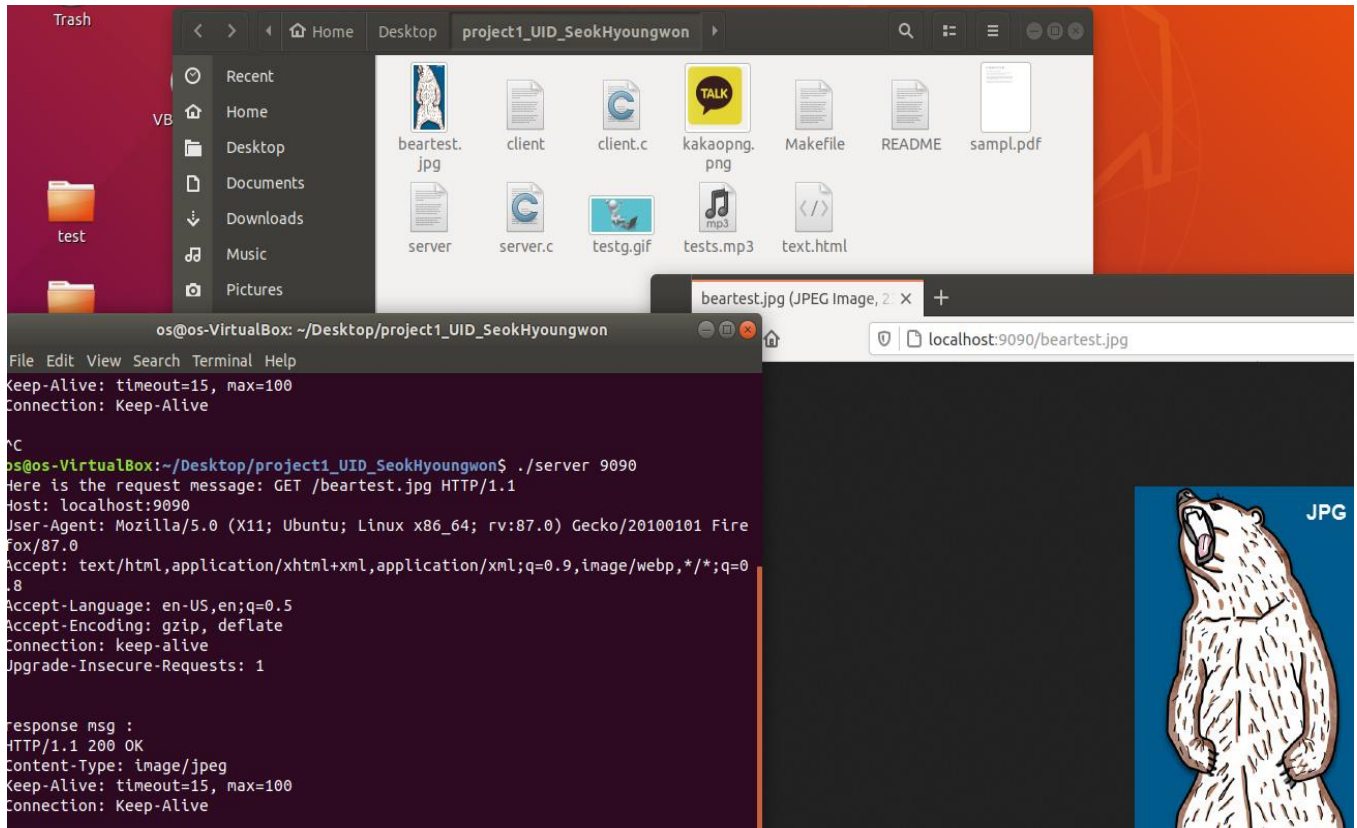 Trash
VB
test
Home
Desktop
project1_UID_SeokHyoungwon
Recent
Home
Desktop
Documents
Downloads
Music
Pictures
TALK
beartest.
jpg
client
client.c
kakaopng.
png
Makefile
README
sampl.pdf
mp3
</>
server
server.c
testg.gif
tests.mp3
text.html
beartest.jpg (JPEG Image, 2
localhost:9090/beartest.jpg
JPG
os@os-VirtualBox: ~/Desktop/project1_UID_SeokHyoungwon
File Edit View Search Terminal Help
Keep-Alive: timeout=15, max=100
Connection: Keep-Alive
^C
os@os-VirtualBox:~/Desktop/project1_UID_SeokHyoungwon$ ./server 9090
Here is the request message: GET /beartest.jpg HTTP/1.1
Host: localhost:9090
User-Agent: Mozilla/5.0 (X11; Ubuntu; Linux x86_64; rv:87.0) Gecko/20100101 Fire
fox/87.0
Accept: text/html,application/xhtml+xml,application/xml;q=0.9,image/webp,*/*;q=0
.8
Accept-Language: en-US,en;q=0.5
Accept-Encoding: gzip, deflate
Connection: keep-alive
Upgrade-Insecure-Requests: 1
response msg :
HTTP/1.1 200 OK
Content-Type: image/jpeg
Keep-Alive: timeout=15, max=100
Connection: Keep-Alive